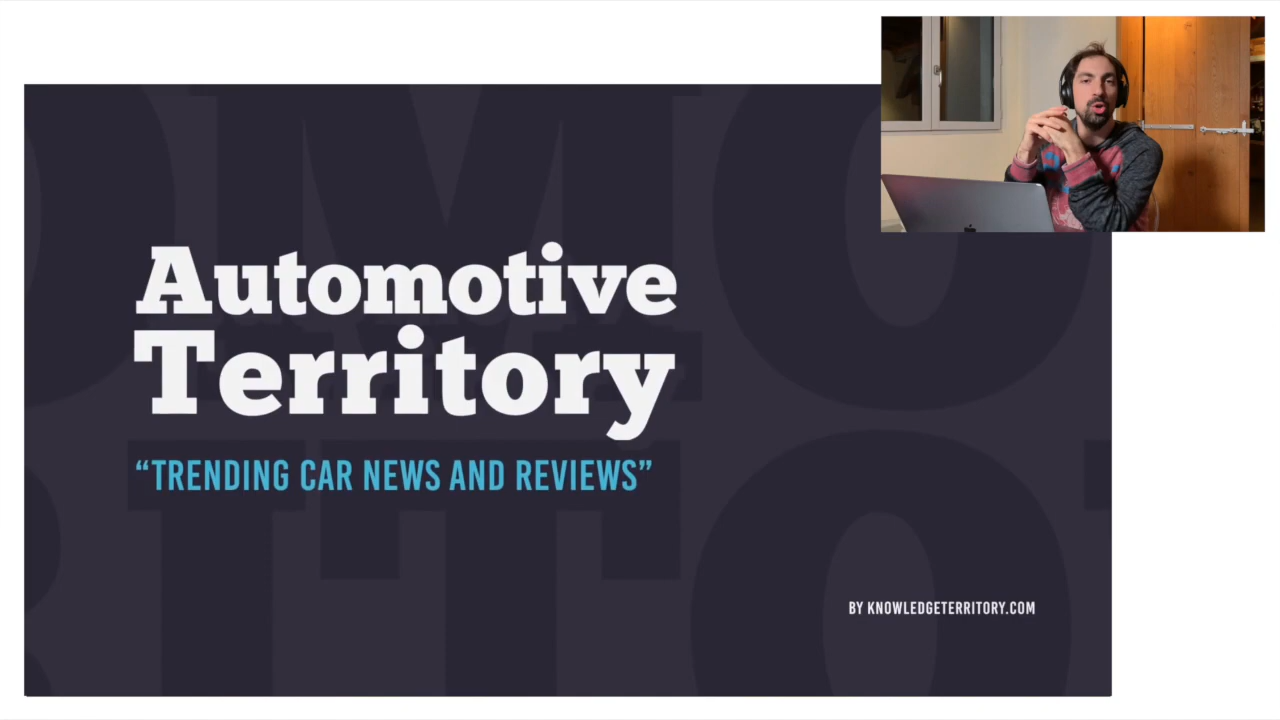 Automotive
Territory
“TRENDING CAR NEWS AND REVIEWS”
BY KNOWLEDGETERRITORY.COM